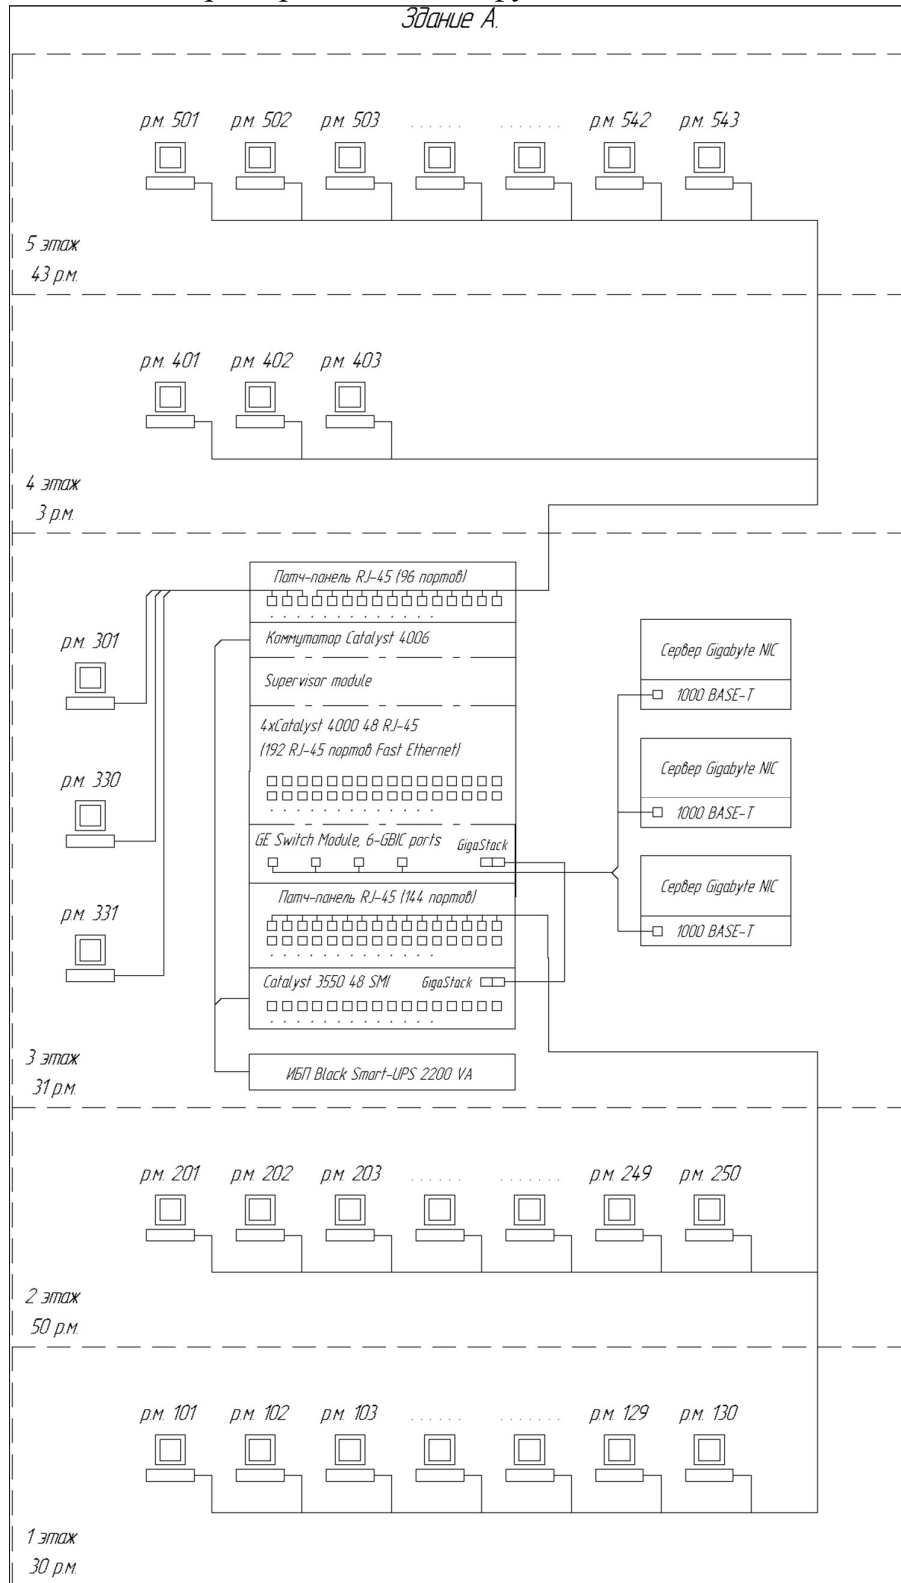 Здание А.
р.м. 501 р.м. 502 р.м. 503 ...... ....... р.м. 542 р.м. 543
5 этаж
43 р.м.
р.м. 401 р.м. 402 р.м. 403
4 этаж
3 р.м.
Патч-панель RJ-45 (96 портов)
Коммутатор Catalyst 4006
Supervisor module
4xCatalyst 4000 48 RJ-45
(192 RJ-45 портов Fast Ethernet)
GE Switch Module, 6-GBIC ports
GigaStack
Патч-панель RJ-45 (144 портов)
Catalyst 3550 48 SMI GigaStack
ИБП Black Smart-UPS 2200 VA
р.м. 301
р.м. 330
р.м. 331
Сервер Gigabyte NIC
1000 BASE-T
Сервер Gigabyte NIC
1000 BASE-T
Сервер Gigabyte NIC
1000 BASE-T
3 этаж
31 р.м.
р.м. 201 р.м. 202 р.м. 203 ...... ....... р.м. 249 р.м. 250
2 этаж
50 р.м.
р.м. 101 р.м. 102 р.м. 103 ...... ....... р.м. 129 р.м. 130
1 этаж
30 р.м.